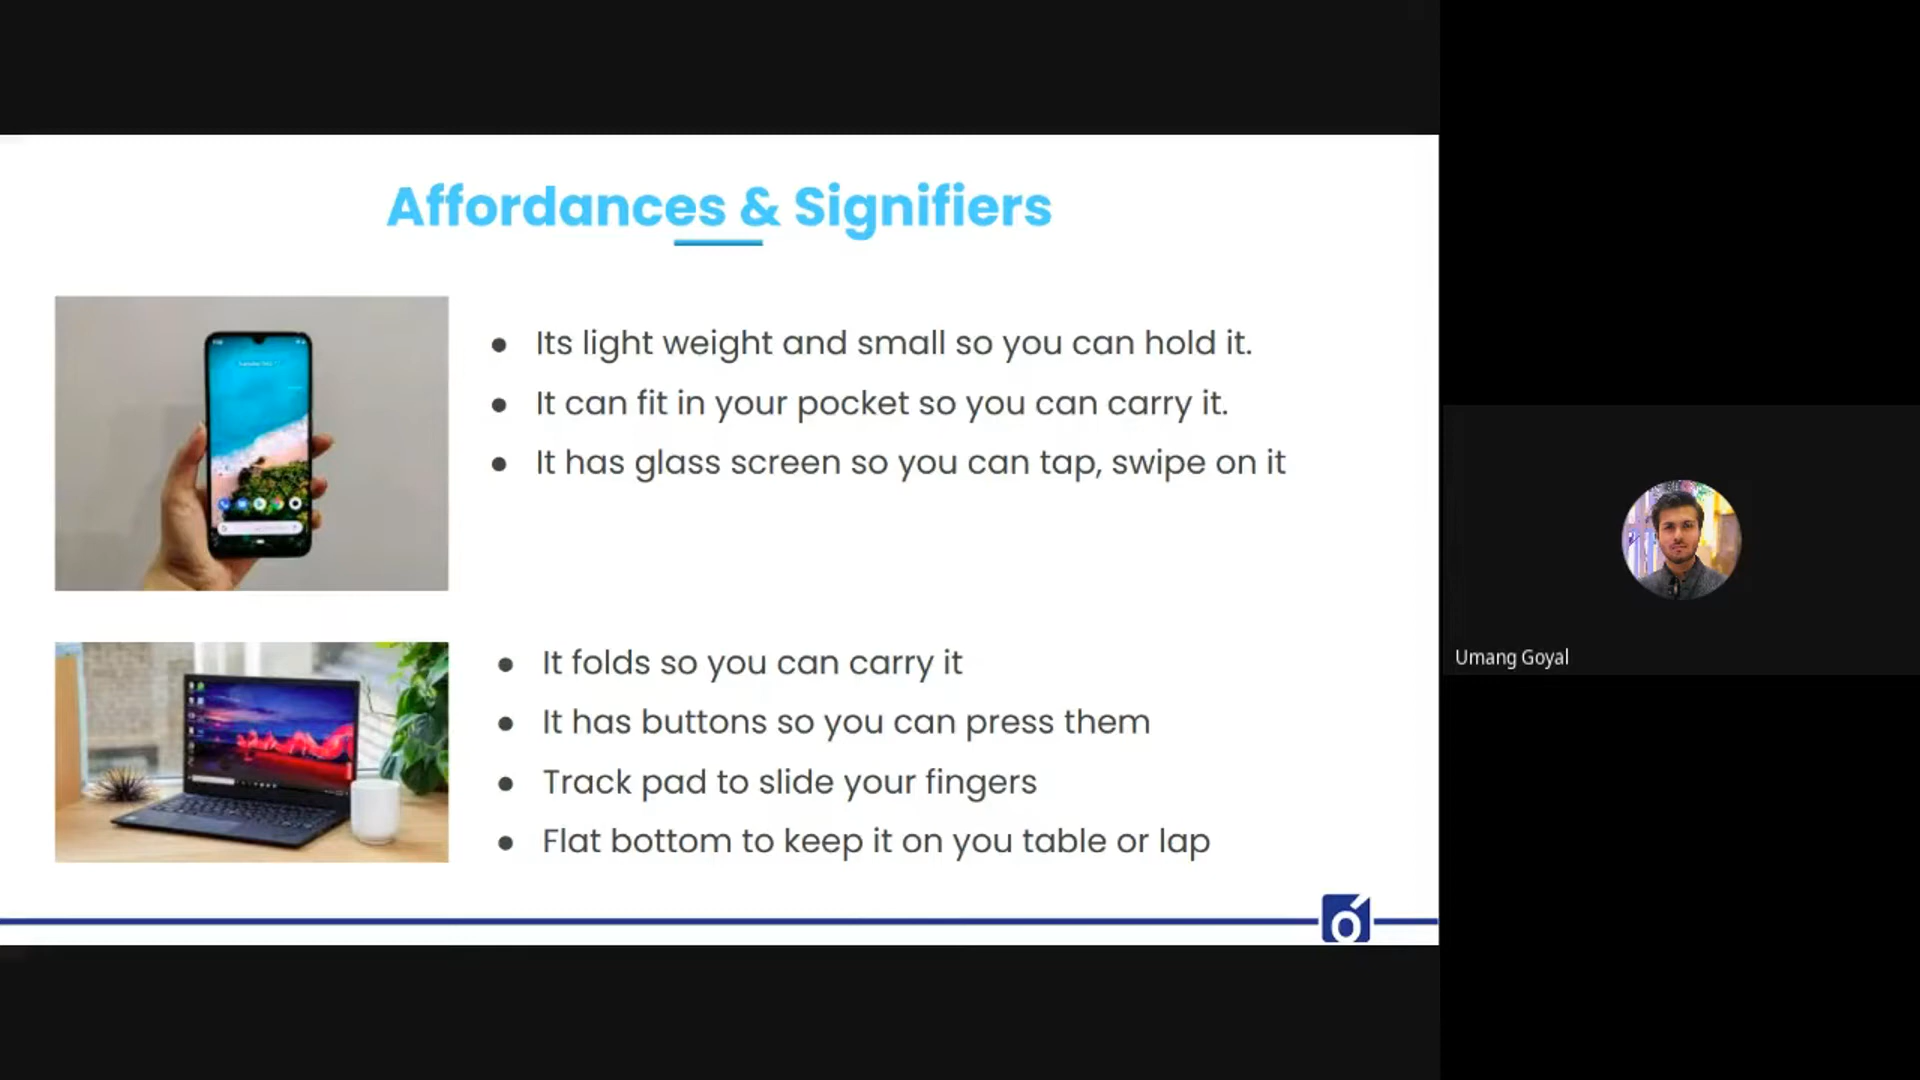 Affordances & Signifiers
● Its light weight and small so you can hold it.
● It can fit in your pocket so you can carry it.
● It has glass screen so you can tap, swipe on it
● It folds so you can carry it
● It has buttons so you can press them
● Track pad to slide your fingers
● Flat bottom to keep it on you table or lap
Umang Goyal